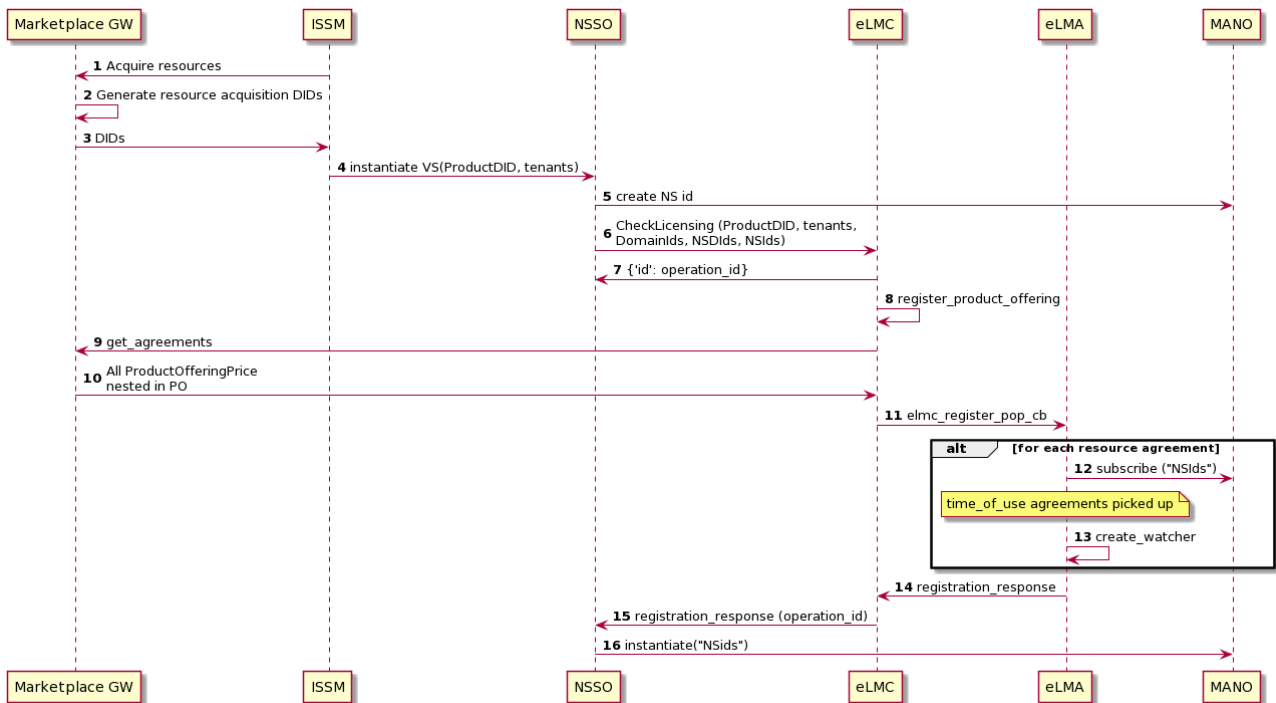 Marketplace GW ISSM NSSO eLMC eLMA MANO
1 Acquire resources
2 Generate resource acquisition DIDs
3 DIDs
4 instantiate VS(ProductDID, tenants)
5 create NS id
6 CheckLicensing (ProductDID, tenants,
DomainIds, NSDIds, NSIds)
7 {'id': operation_id}
8 register_product_offering
9 get_agreements
10 All ProductOfferingPrice
nested in PO
11 elmc_register_pop_cb
alt [for each resource agreement]
12 subscribe ("NSIds")
time_of_use agreements picked up
13 create_watcher
14 registration_response
15 registration_response (operation_id)
16 instantiate("NSids")
Marketplace GW ISSM NSSO eLMC eLMA MANO